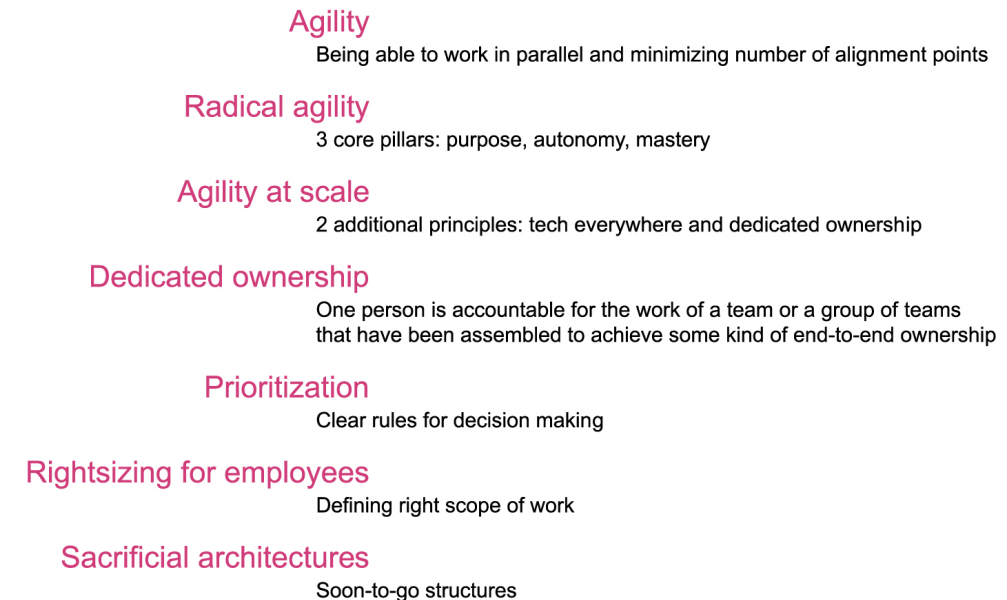 Agility
Being able to work in parallel and minimizing number of alignment points
Radical agility
3 core pillars: purpose, autonomy, mastery
Agility at scale
2 additional principles: tech everywhere and dedicated ownership
Dedicated ownership
One person is accountable for the work of a team or a group of teams
that have been assembled to achieve some kind of end-to-end ownership
Prioritization
Clear rules for decision making
Rightsizing for employees
Defining right scope of work
Sacrificial architectures
Soon-to-go structures